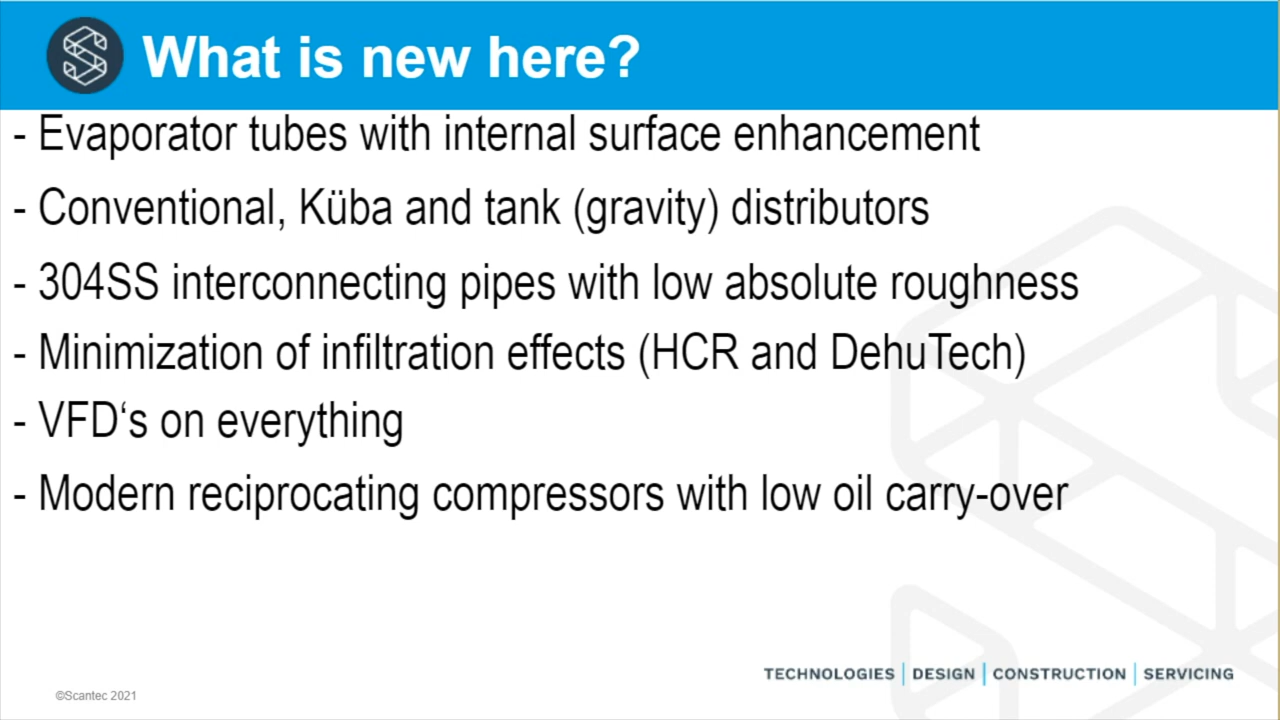 What is new here?
- Evaporator tubes with internal surface enhancement
- Conventional, Küba and tank (gravity) distributors
- 304SS interconnecting pipes with low absolute roughness
- Minimization of infiltration effects (HCR and DehuTech)
- VFD‘s on everything
- Modern reciprocating compressors with low oil carry-over
TECHNOLOGIES | DESIGN | CONSTRUCTION | SERVICING
©Scantec 2021